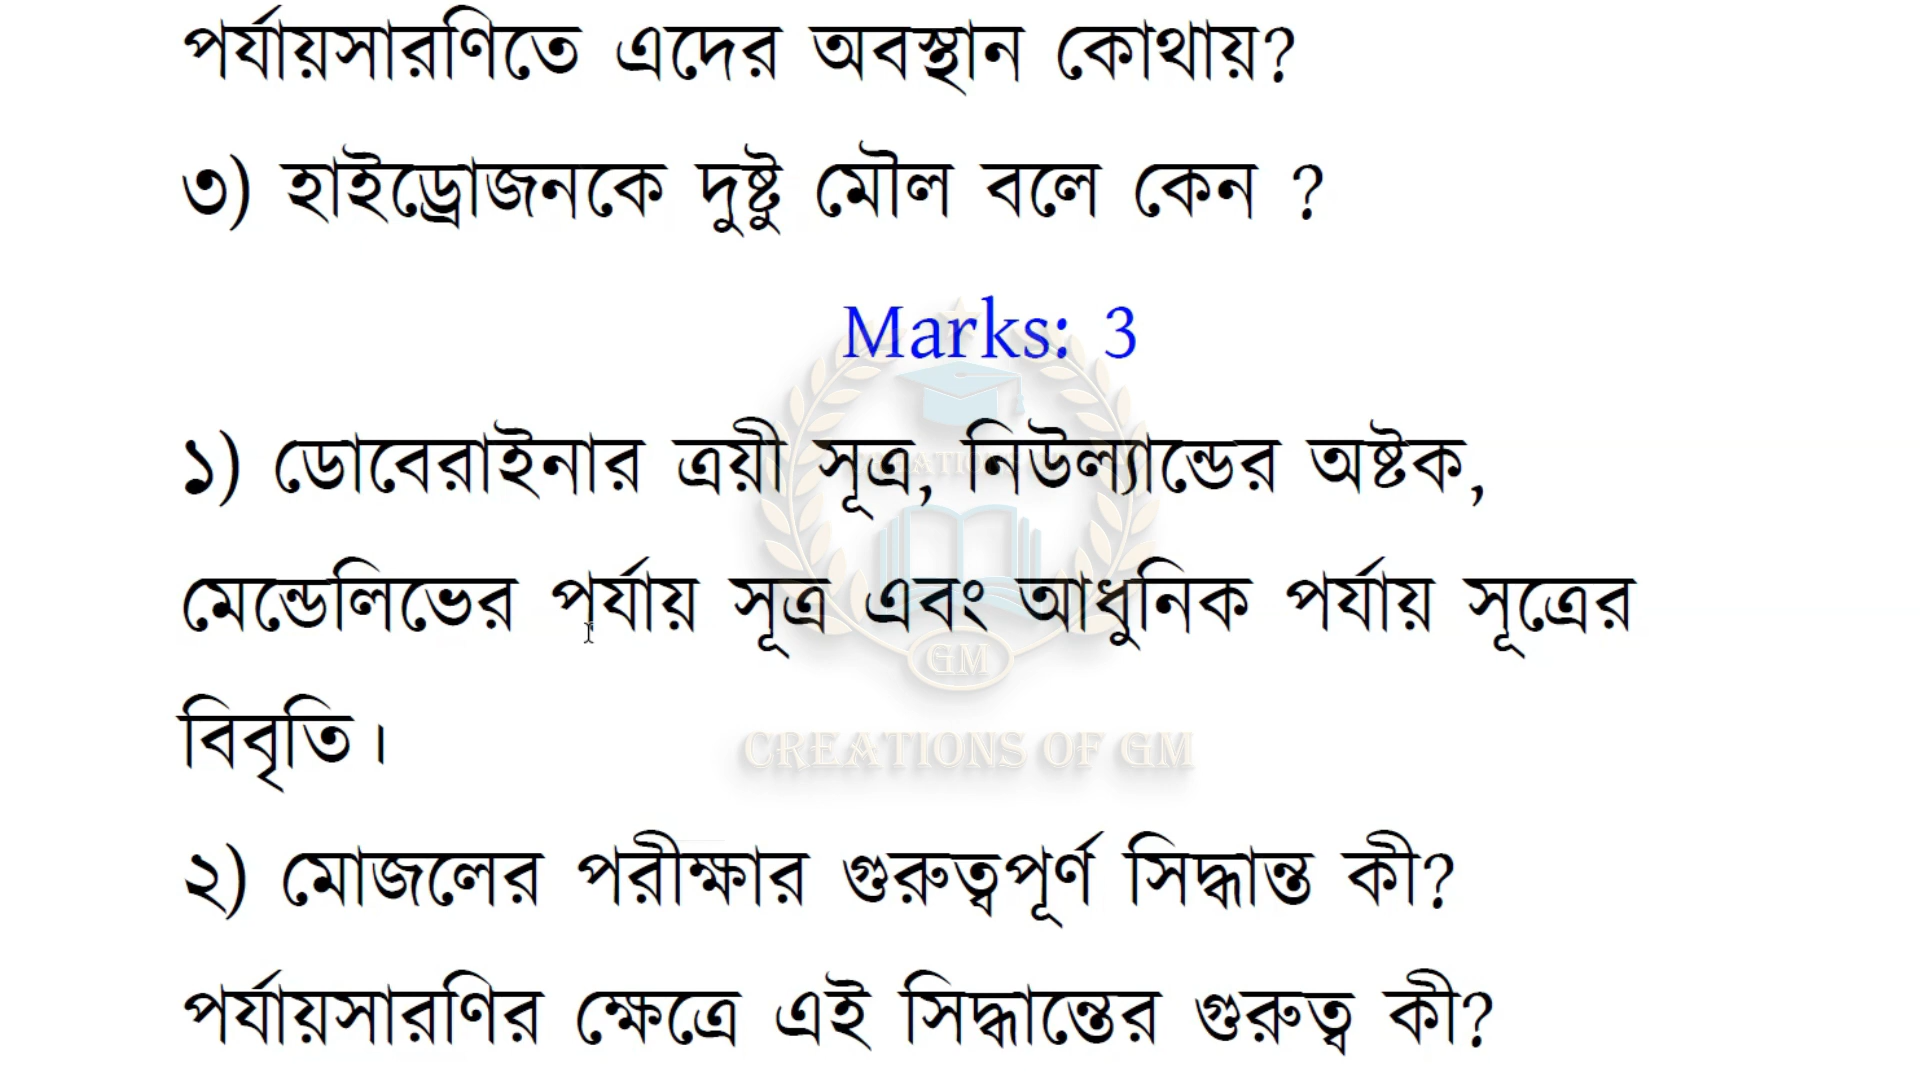 পর্যায়সারণিতে এদের অবস্থান কোথায়?
৩) হাইড্রোজনকে দুষ্টু মৌল বলে কেন ?
Marks: 3
১) ডোবেরাইনার ত্রয়ী সূত্র, নিউল্যান্ডের অষ্টক,
মেন্ডেলিভের পর্যায় সূত্র এবং আধুনিক পর্যায় সূত্রের
বিবৃতি।
GM
CREATIONS OF GM
২) মোজলের পরীক্ষার গুরুত্বপূর্ণ সিদ্ধান্ত কী?
পর্যায়সারণির ক্ষেত্রে এই সিদ্ধান্তের গুরুত্ব কী?